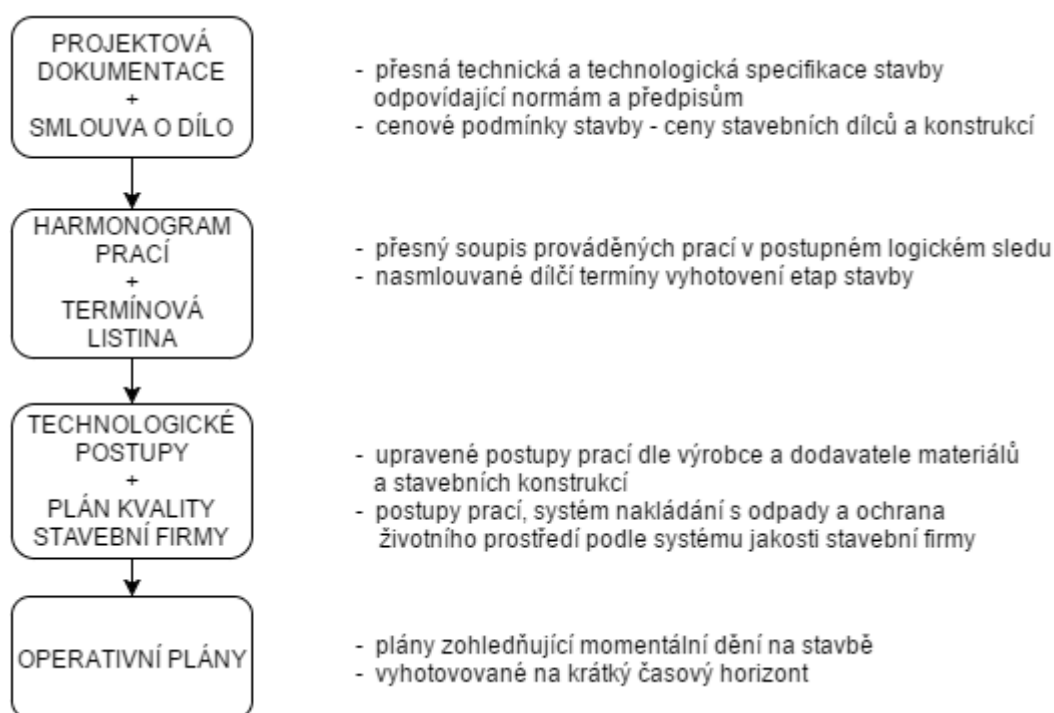 PROJEKTOVÁ
DOKUMENTACE
+
SMLOUVA O DÍLO
- přesná technická a technologická specifikace stavby
odpovídající normám a předpisům
- cenové podmínky stavby - ceny stavebních dílců a konstrukcí
HARMONOGRAM
PRACÍ
+
TERMÍNOVÁ
LISTINA
- přesný soupis prováděných prací v postupném logickém sledu
- nasmlouvané dílčí termíny vyhotovení etap stavby
TECHNOLOGICKÉ
POSTUPY
+
PLÁN KVALITY
STAVEBNÍ FIRMY
- upravené postupy prací dle výrobce a dodavatele materiálů
a stavebních konstrukcí
- postupy prací, systém nakládání s odpady a ochrana
životního prostředí podle systému jakosti stavební firmy
OPERATIVNÍ PLÁNY
- plány zohledňující momentální dění na stavbě
- vyhotovované na krátký časový horizont